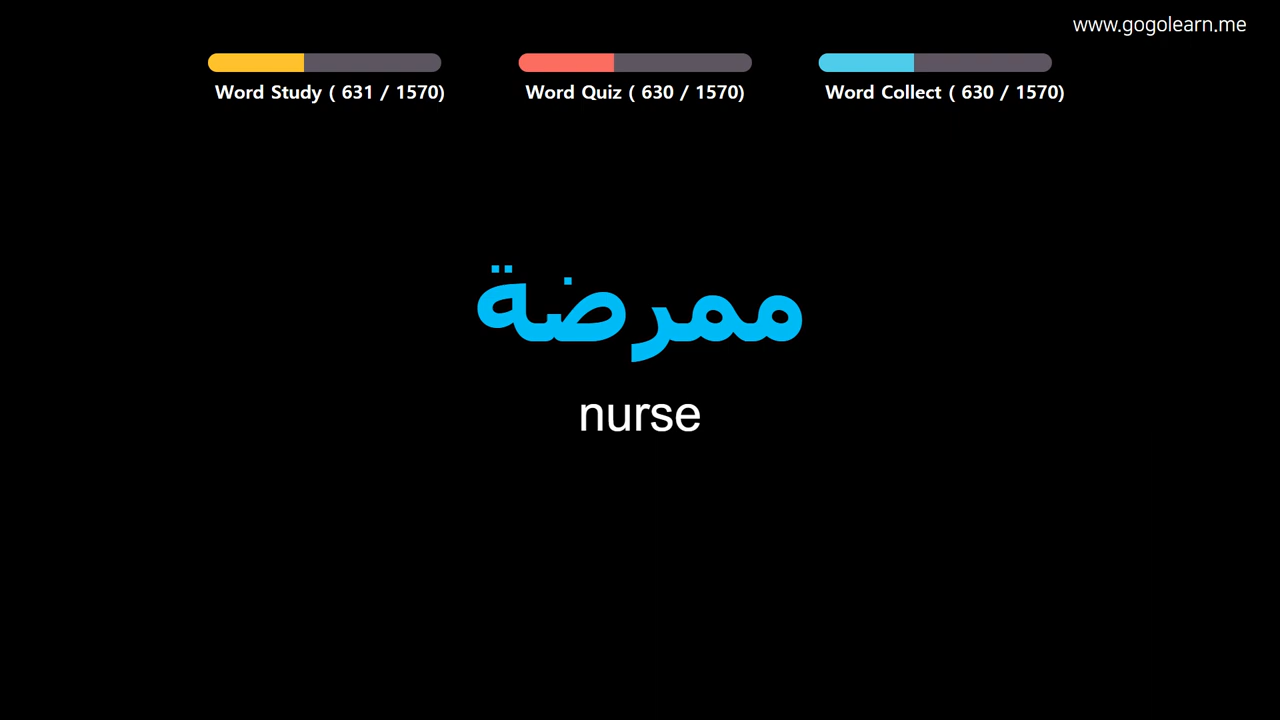 www.gogolearn.me
Word Study ( 631 / 1570)
Word Quiz ( 630 / 1570)
Word Collect ( 630 / 1570)
ممرضة
nurse